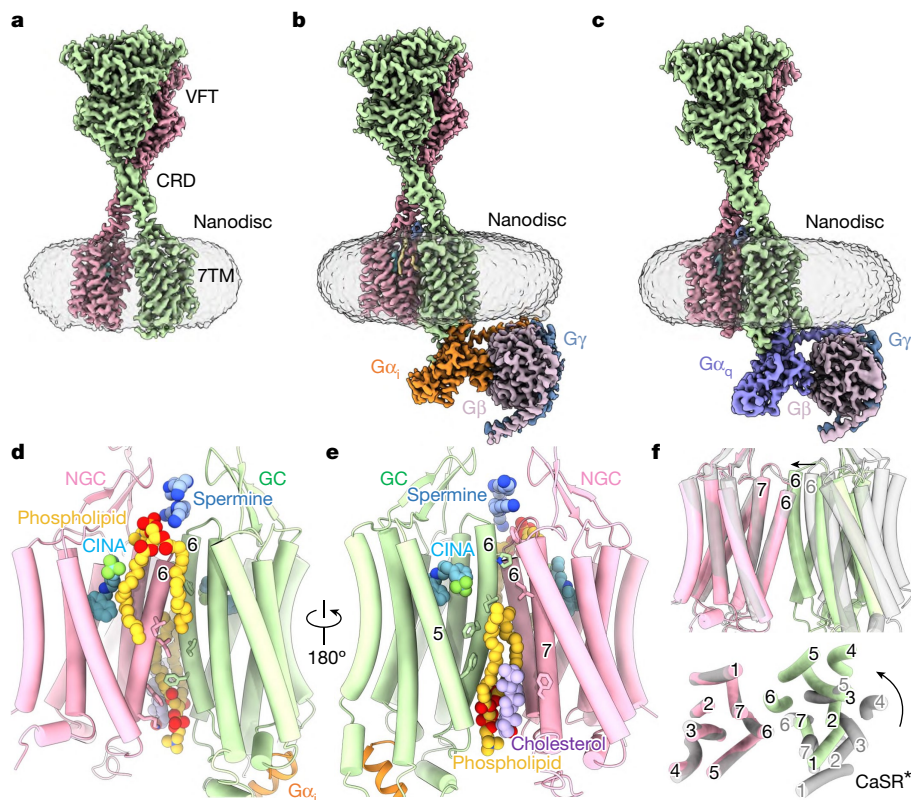 a b c
VFT
CRD
Nanodisc Nanodisc Nanodisc
7TM
Gαi Gγ Gαq Gγ
Gβ Gβ
d e f
NGC GC GC NGC
Spermine Spermine
Phospholipid
CINA CINA
6 6 6 6 5 7
180º
Cholesterol
Phospholipid
Gαi
7 6 6 6
1 2 3 4 5 6 7
4 5 3 6 7 2 1
5 4 6 3 7 2 1
CaSR*